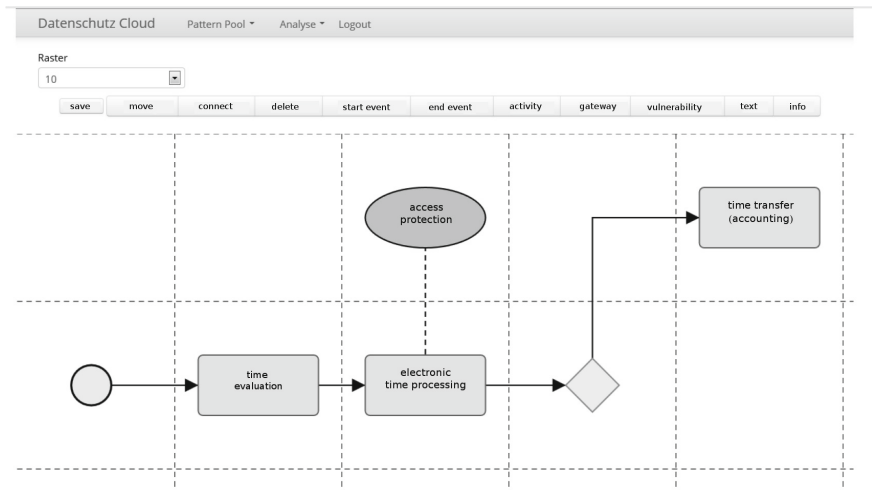 Datenschutz Cloud Pattern Pool Analyse Logout
Raster
10
save move connect delete start event end event activity gateway vulnerability text info
access
protection
time transfer
(accounting)
time
evaluation
electronic
time processing